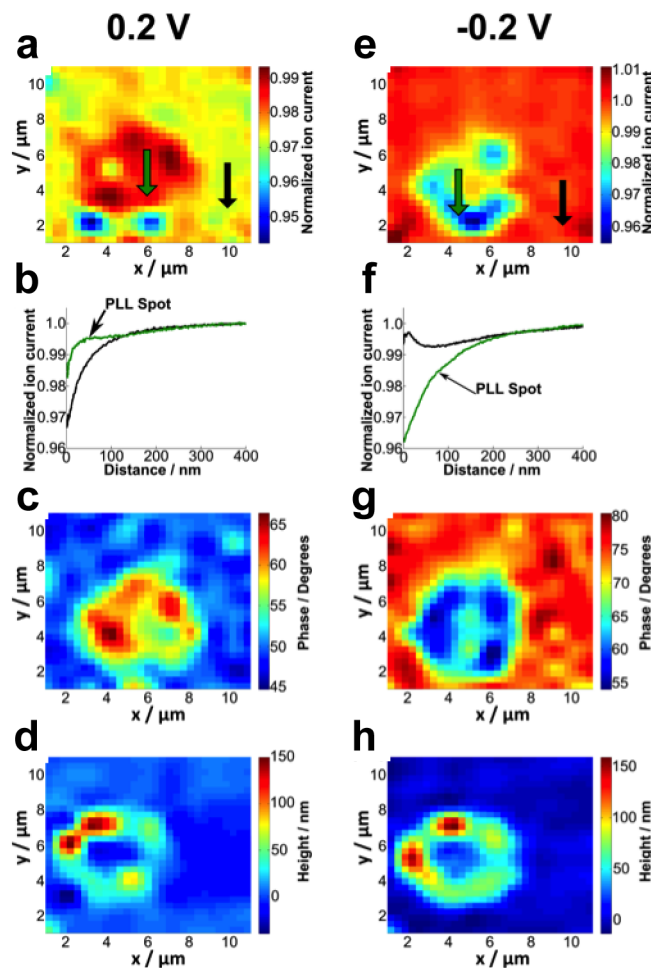 0.2 V
-0.2 V
a
e
y / µm
10
8
6
4
2
2 4 6 8 10
x / µm
0.99
0.98
0.97
0.96
0.95
Normalized ion current
y / µm
10
8
6
4
2
2 4 6 8 10
x / µm
1.01
1.0
0.99
0.98
0.97
0.96
Normalized ion current
b
f
Normalized ion current
1.0
0.99
0.98
0.97
0.96
PLL Spot
0 100 200 300 400
Distance / nm
Normalized ion current
1.0
0.99
0.98
0.97
0.96
PLL Spot
0 100 200 300 400
Distance / nm
c
g
y / µm
10
8
6
4
2
2 4 6 8 10
x / µm
65
60
55
50
45
Phase / Degrees
y / µm
10
8
6
4
2
2 4 6 8 10
x / µm
80
75
70
65
60
55
Phase / Degrees
d
h
y / µm
10
8
6
4
2
2 4 6 8 10
x / µm
150
100
50
0
Height / nm
y / µm
10
8
6
4
2
2 4 6 8 10
x / µm
150
100
50
0
Height / nm